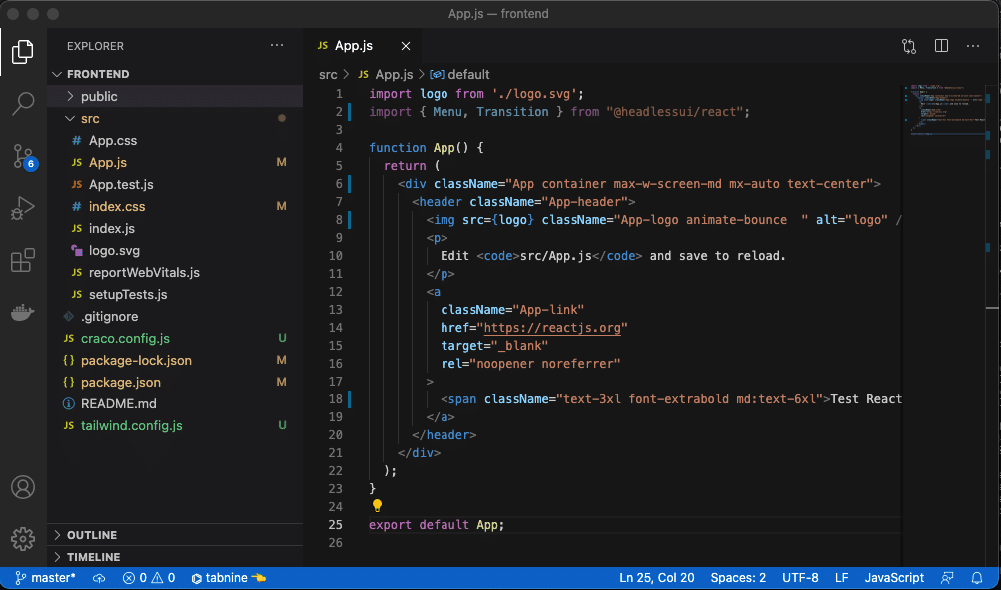 App.js — frontend
EXPLORER
FRONTEND
public
src
App.css
App.js M
App.test.js
index.css M
index.js
logo.svg
reportWebVitals.js
setupTests.js
.gitignore
craco.config.js U
package-lock.json M
package.json M
README.md
tailwind.config.js U
OUTLINE
TIMELINE
6
JS App.js
src > JS App.js > default
1 import logo from './logo.svg';
2 import { Menu, Transition } from "@headlessui/react";
3
4 function App() {
5 return (
6 <div className="App container max-w-screen-md mx-auto text-center">
7 <header className="App-header">
8 <img src={logo} className="App-logo animate-bounce  " alt="logo" /
9 <p>
10 Edit <code>src/App.js</code> and save to reload.
11 </p>
12 <a
13 className="App-link"
14 href="https://reactjs.org"
15 target="_blank"
16 rel="noopener noreferrer"
17 >
18 <span className="text-3xl font-extrabold md:text-6xl">Test React
19 </a>
20 </header>
21 </div>
22 );
23 }
24
25 export default App;
26
master* 0 0 tabnine Ln 25, Col 20 Spaces: 2 UTF-8 LF JavaScript